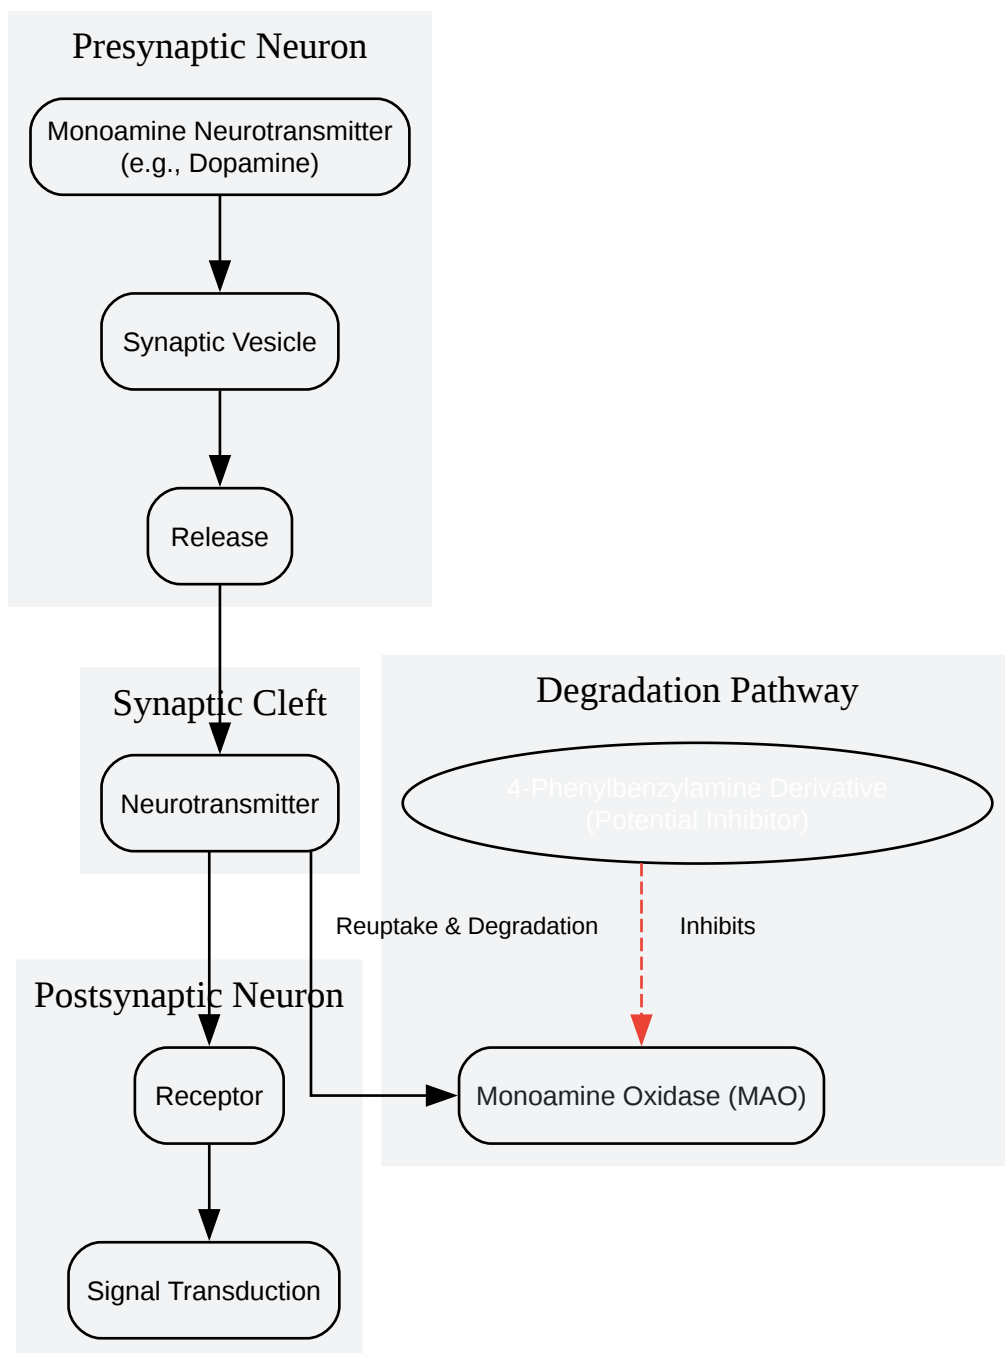 Presynaptic Neuron
Monoamine Neurotransmitter
(e.g., Dopamine)
Synaptic Vesicle
Release
Synaptic Cleft
Neurotransmitter
Degradation Pathway
4-Phenylbenzylamine Derivative
(Potential Inhibitor)
Reuptake & Degradation
Inhibits
Postsynaptic Neuron
Receptor
Monoamine Oxidase (MAO)
Signal Transduction